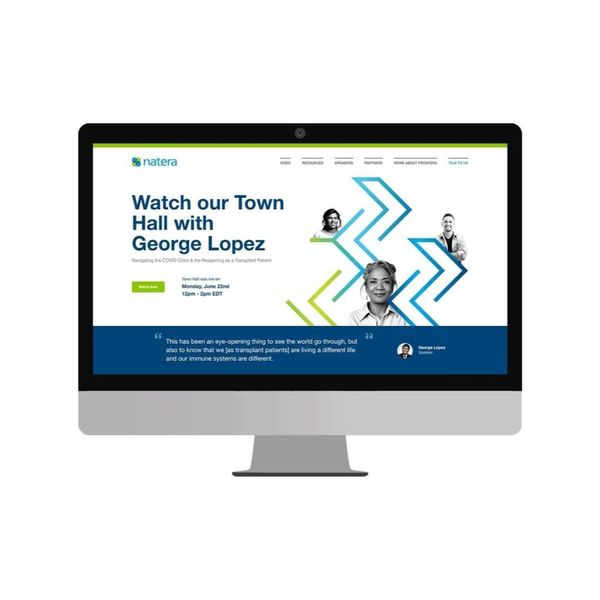 natera
VIDEO RESOURCES SPEAKERS PARTNERS MORE ABOUT PROSPERA TALK TO US
Watch our Town
Hall with
George Lopez
Navigating the COVID Crisis & the Reopening as a Transplant Patient
Watch Now
Town Hall was live on
Monday, June 22nd
12pm - 2pm EDT
“ This has been an eye-opening thing to see the world go through, but ”
also to know that we [as transplant patients] are living a different life
and our immune systems are different.
George Lopez
Speaker